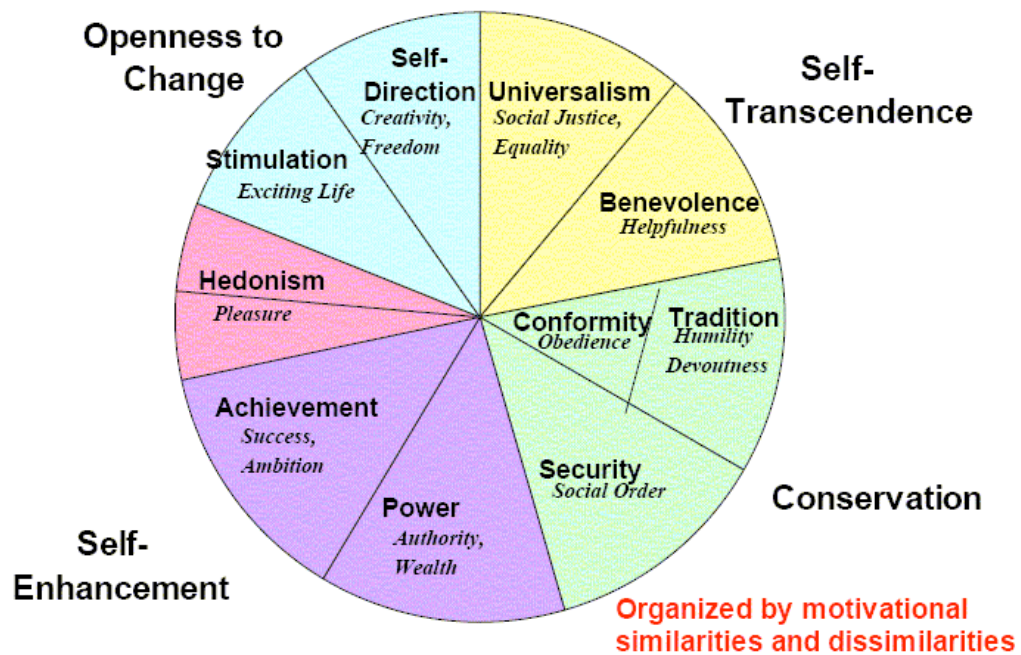 Openness to
Change
Self-
Transcendence
Self-
Direction
Creativity,
Freedom
Universalism
Social Justice,
Equality
Stimulation
Exciting Life
Benevolence
Helpfulness
Hedonism
Pleasure
Conformity
Obedience
Tradition
Humility
Devoutness
Achievement
Success,
Ambition
Security
Social Order
Power
Authority,
Wealth
Conservation
Self-
Enhancement
Organized by motivational
similarities and dissimilarities